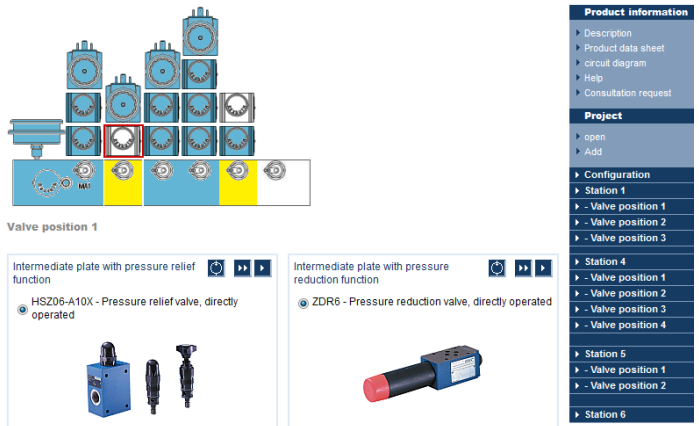 MA1
Valve position 1
Intermediate plate with pressure relief
function
HSZ06-A10X - Pressure relief valve, directly
operated
Intermediate plate with pressure
reduction function
ZDR6 - Pressure reduction valve, directly operated
Product information
Description
Product data sheet
circuit diagram
Help
Consultation request
Project
open
Add
Configuration
Station 1
- Valve position 1
- Valve position 2
- Valve position 3
Station 4
- Valve position 1
- Valve position 2
- Valve position 3
- Valve position 4
Station 5
- Valve position 1
- Valve position 2
Station 6